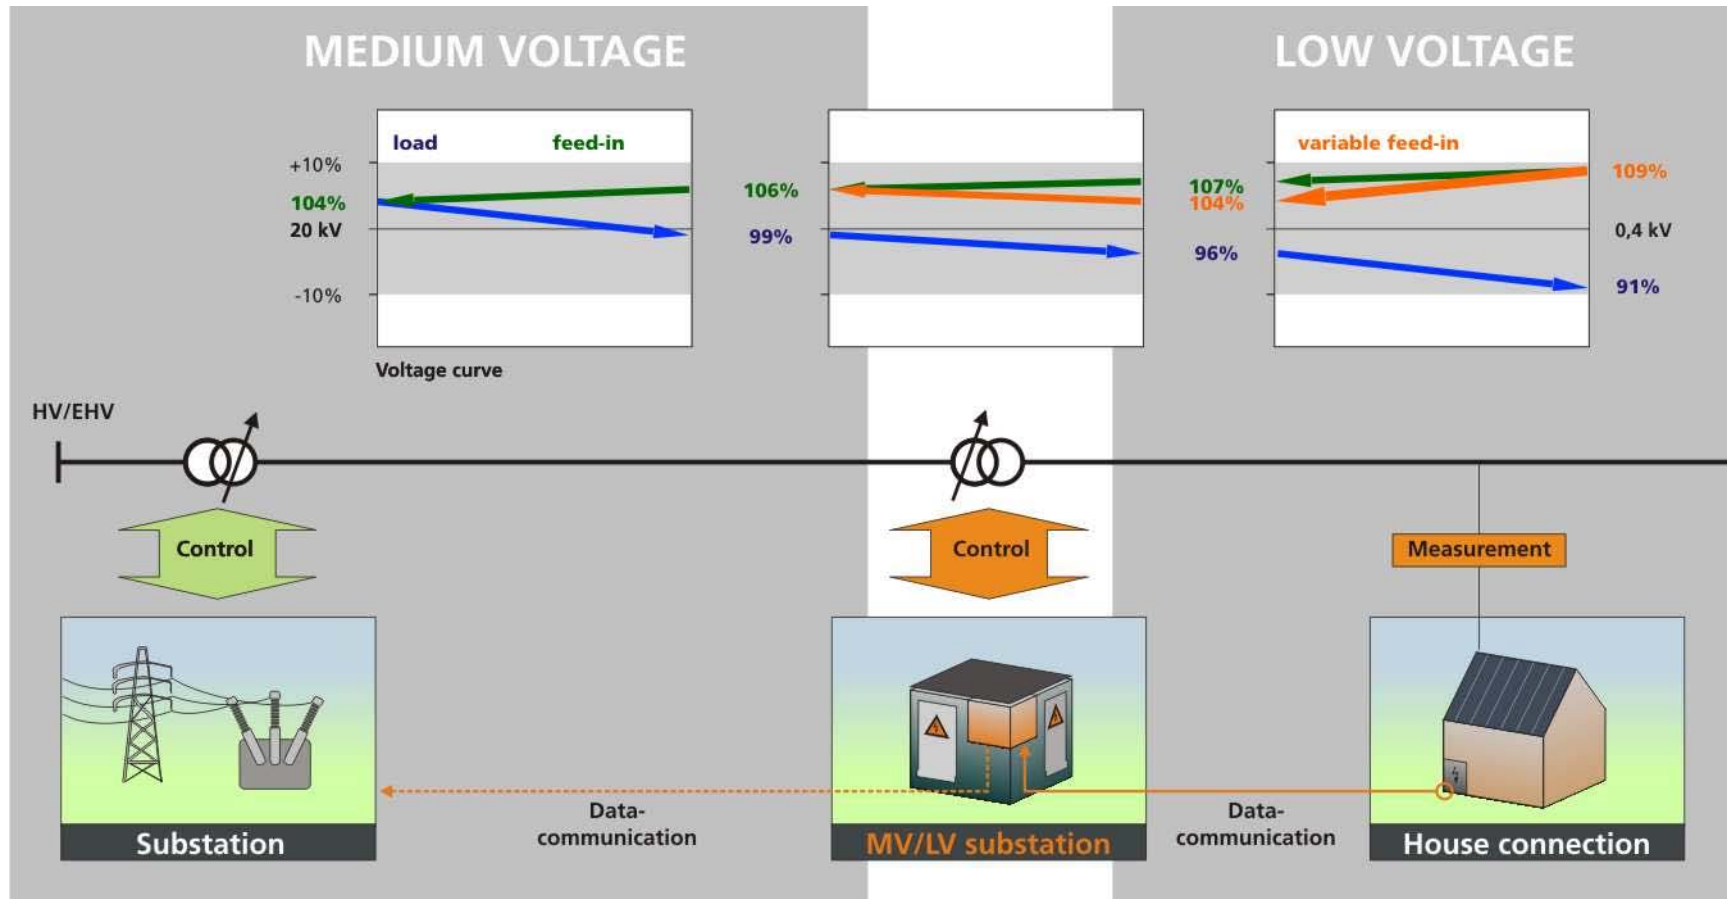 MEDIUM VOLTAGE
LOW VOLTAGE
load
feed-in
variable feed-in
+10%
104%
20 kV
-10%
106%
99%
107%
104%
96%
109%
0,4 kV
91%
Voltage curve
HV/EHV
Control
Control
Measurement
Data-
communication
Data-
communication
Substation
MV/LV substation
House connection